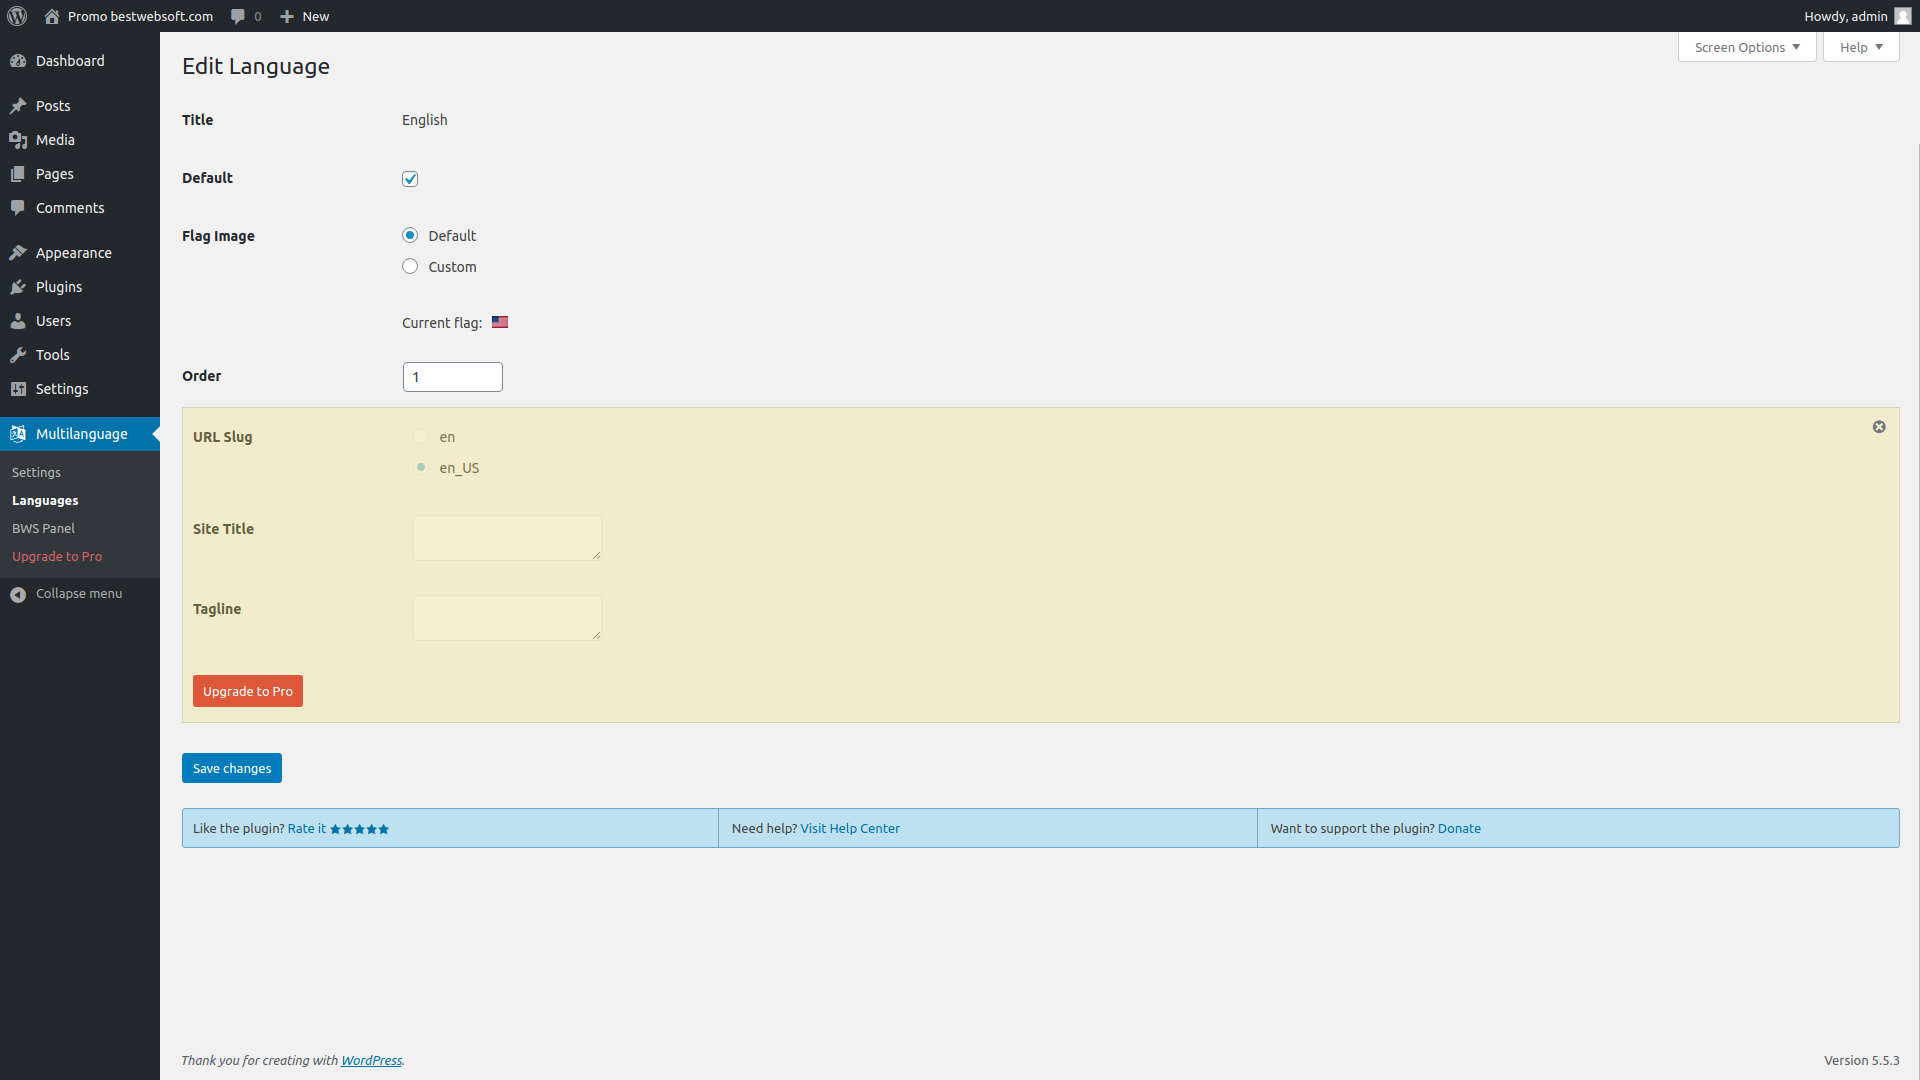 Promo bestwebsoft.com
0
New
Howdy, admin
Dashboard
Posts
Media
Pages
Comments
Appearance
Plugins
Users
Tools
Settings
Multilanguage
Settings
Languages
BWS Panel
Upgrade to Pro
Collapse menu
Screen Options
Help
Edit Language
Title
English
Default
Flag Image
Default
Custom
Current flag:
Order
1
URL Slug
en
en_US
Site Title
Tagline
Upgrade to Pro
Save changes
Like the plugin? Rate it
Need help? Visit Help Center
Want to support the plugin? Donate
Thank you for creating with WordPress.
Version 5.5.3